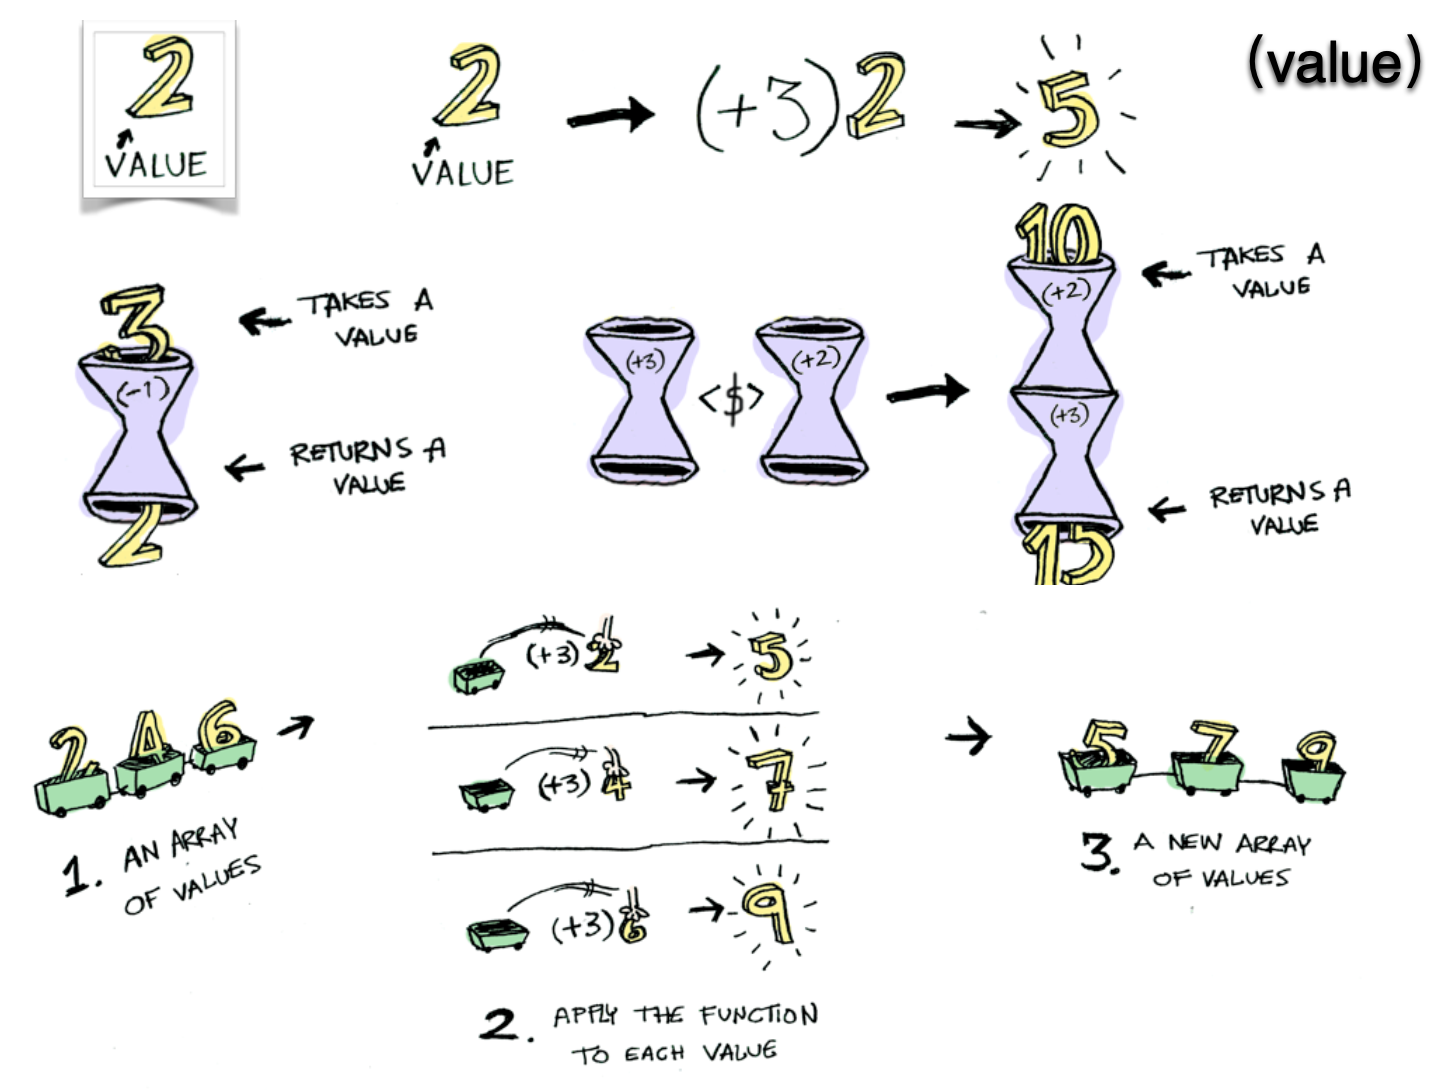 2
VALUE
2
VALUE
(+3)2
5
(value)
3
TAKES A
VALUE
(-1)
RETURNS A
VALUE
2
(+3)
<$>
(+2)
10
TAKES A
VALUE
(+2)
(+3)
RETURNS A
VALUE
15
2 4 6
1. AN ARRAY
OF VALUES
(+3)2
5
(+3)4
7
(+3)6
9
2. APPLY THE FUNCTION
TO EACH VALUE
5 7 9
3. A NEW ARRAY
OF VALUES